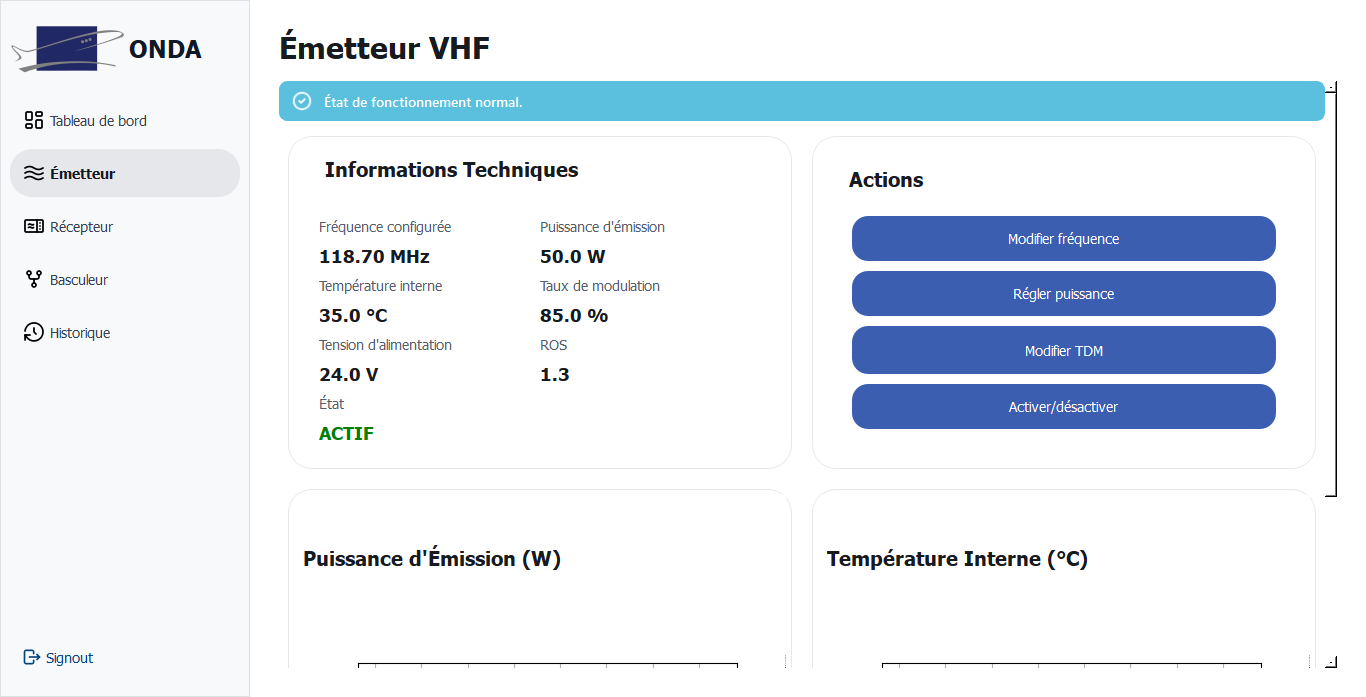 ONDA
Tableau de bord
Émetteur
Récepteur
Basculeur
Historique
Signout
Émetteur VHF
État de fonctionnement normal.
Informations Techniques
Fréquence configurée
118.70 MHz
Puissance d'émission
50.0 W
Température interne
35.0 °C
Taux de modulation
85.0 %
Tension d'alimentation
24.0 V
ROS
1.3
État
ACTIF
Actions
Modifier fréquence
Régler puissance
Modifier TDM
Activer/désactiver
Puissance d'Émission (W)
Température Interne (°C)